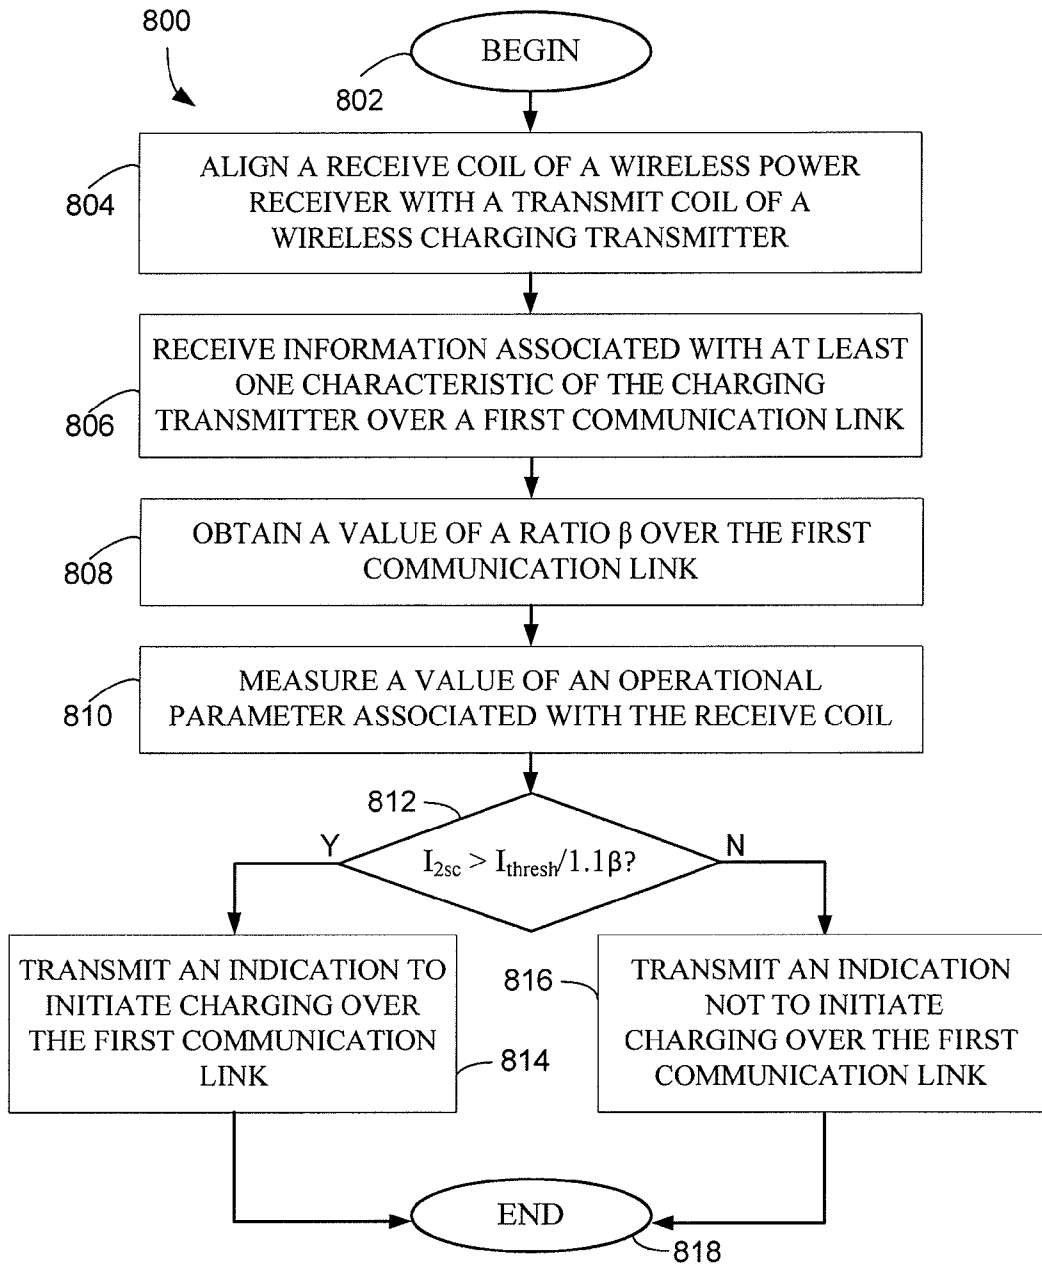 800
BEGIN
802
ALIGN A RECEIVE COIL OF A WIRELESS POWER
RECEIVER WITH A TRANSMIT COIL OF A
WIRELESS CHARGING TRANSMITTER
804
RECEIVE INFORMATION ASSOCIATED WITH AT LEAST
ONE CHARACTERISTIC OF THE CHARGING
TRANSMITTER OVER A FIRST COMMUNICATION LINK
806
OBTAIN A VALUE OF A RATIO β OVER THE FIRST
COMMUNICATION LINK
808
MEASURE A VALUE OF AN OPERATIONAL
PARAMETER ASSOCIATED WITH THE RECEIVE COIL
810
812
Y
I2sc > Ithresh/1.1β?
N
TRANSMIT AN INDICATION TO
INITIATE CHARGING OVER
THE FIRST COMMUNICATION
LINK
814
816
TRANSMIT AN INDICATION
NOT TO INITIATE
CHARGING OVER THE FIRST
COMMUNICATION LINK
END
818